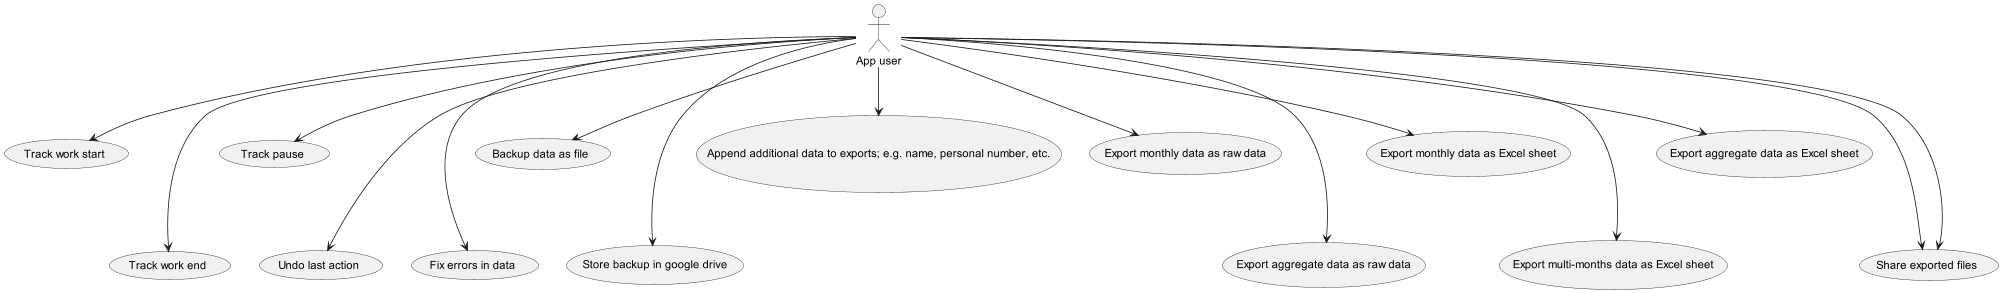 App user
Track work start
Track pause
Backup data as file
Append additional data to exports; e.g. name, personal number, etc.
Export monthly data as raw data
Export monthly data as Excel sheet
Export aggregate data as Excel sheet
Track work end
Undo last action
Fix errors in data
Store backup in google drive
Export aggregate data as raw data
Export multi-months data as Excel sheet
Share exported files